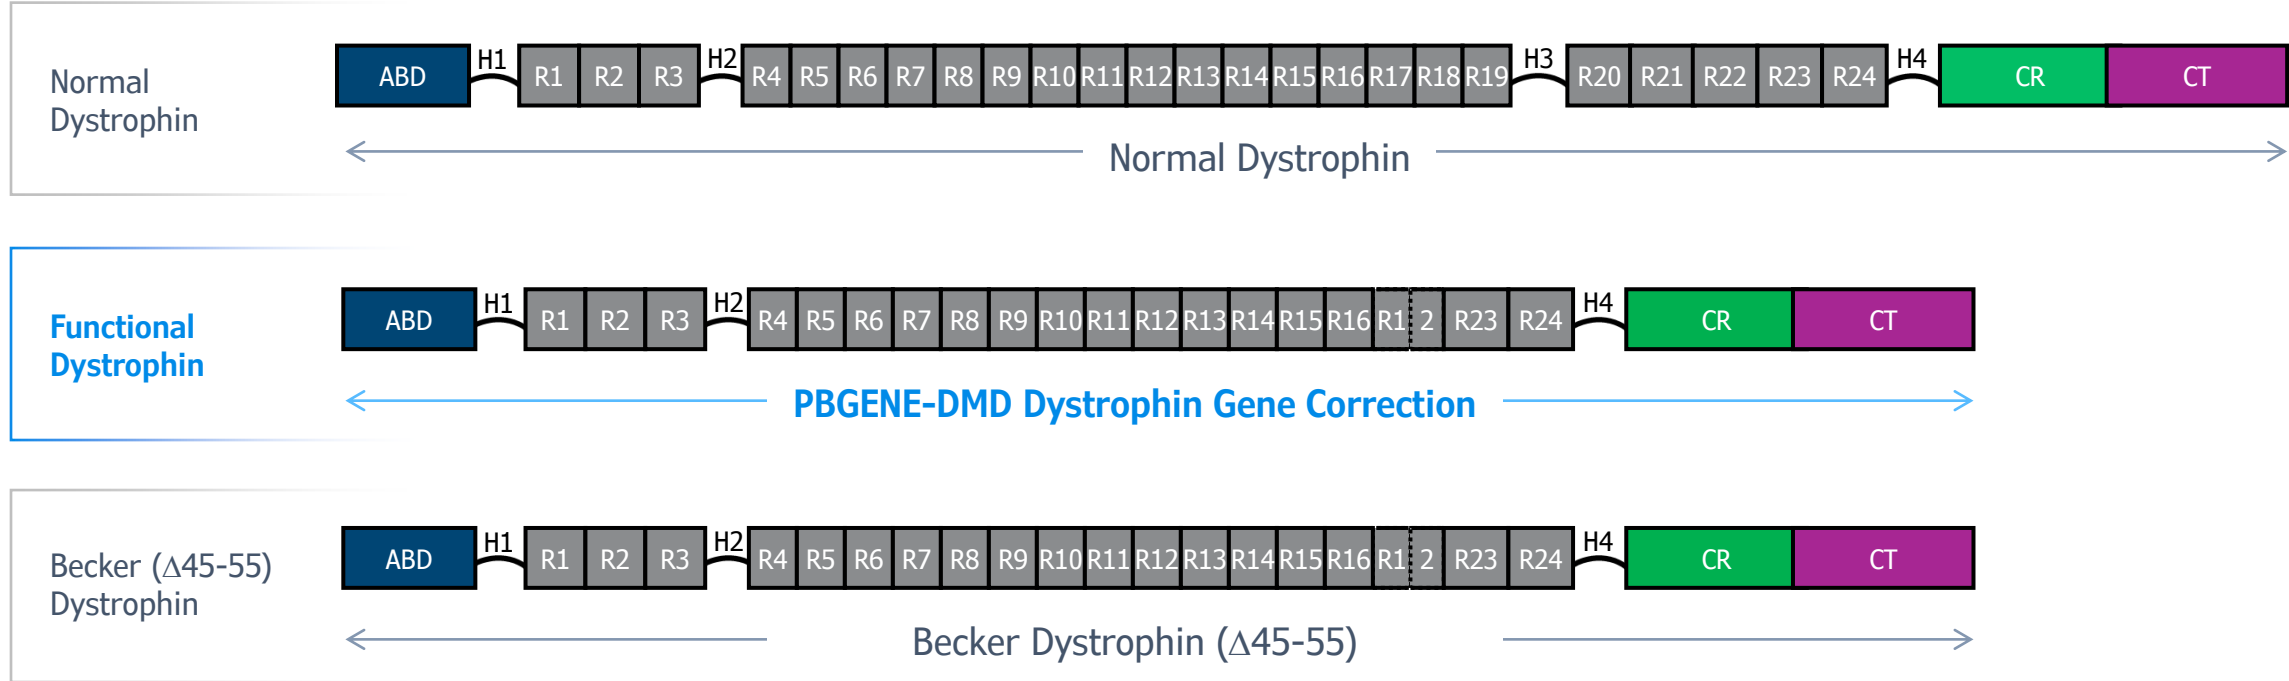 Normal
Dystrophin
ABD H1 R1 R2 R3 H2 R4 R5 R6 R7 R8 R9 R10 R11 R12 R13 R14 R15 R16 R17 R18 R19 H3 R20 R21 R22 R23 R24 H4 CR CT
Normal Dystrophin
Functional
Dystrophin
ABD H1 R1 R2 R3 H2 R4 R5 R6 R7 R8 R9 R10 R11 R12 R13 R14 R15 R16 R1 2 R23 R24 H4 CR CT
PBGENE-DMD Dystrophin Gene Correction
Becker (Δ45-55)
Dystrophin
ABD H1 R1 R2 R3 H2 R4 R5 R6 R7 R8 R9 R10 R11 R12 R13 R14 R15 R16 R1 2 R23 R24 H4 CR CT
Becker Dystrophin (Δ45-55)